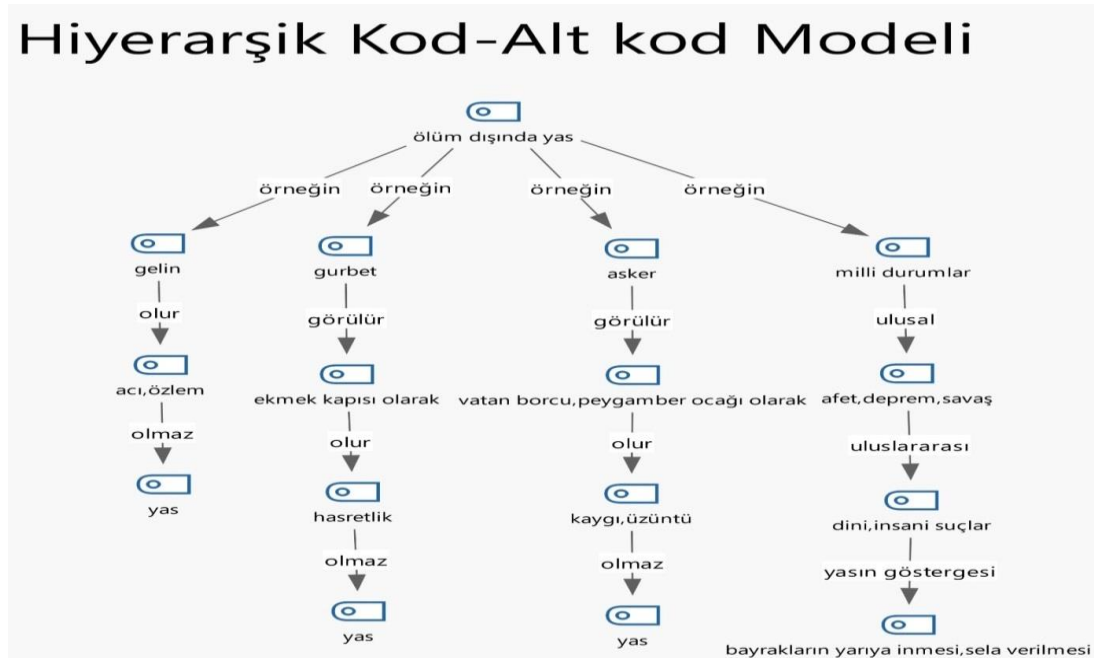 Hiyerarşik Kod-Alt kod Modeli
ölüm dışında yas
örneğin örneğin örneğin örneğin
gelin gurbet asker milli durumlar
olur görülür görülür ulusal
acı,özlem ekmek kapısı olarak vatan borcu,peygamber ocağı olarak afet,deprem,savaş
olmaz olur olur uluslararası
yas hasretlik kaygı,üzüntü dini,insani suçlar
olmaz olmaz yasın göstergesi
yas yas bayrakların yarıya inmesi,sela verilmesi